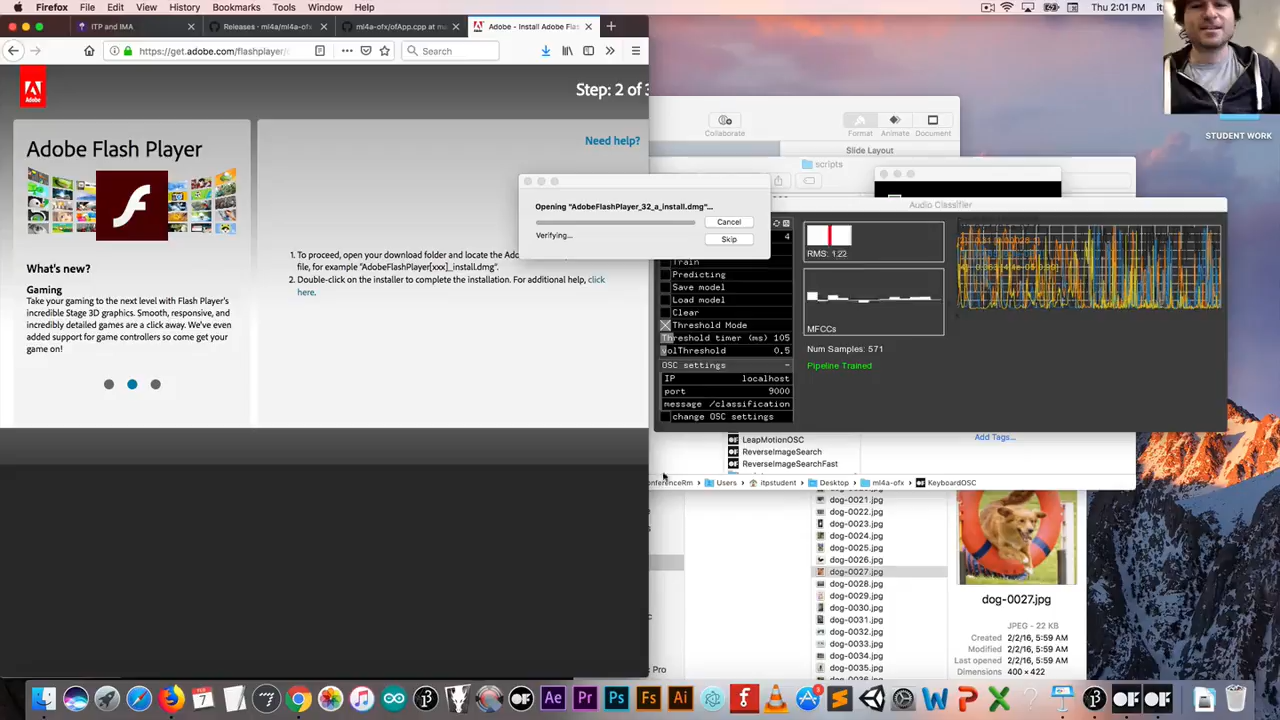 Firefox File Edit View History Bookmarks Tools Window Help
Thu 2:01 PM
ITP and IMA
Releases · ml4a/ml4a-ofx
ml4a-ofx/ofApp.cpp at m
Adobe - Install Adobe Flas
https://get.adobe.com/flashplayer/
Search
Adobe
Step: 2 of 3
Need help?
Adobe Flash Player
What's new?
Gaming
Take your gaming to the next level with Flash Player's
incredible Stage 3D graphics. Smooth, responsive, and
incredibly detailed games are a click away. We've even
added support for game controllers so come get your
game on!
1. To proceed, open your download folder and locate the Ado
file, for example "AdobeFlashPlayer[xxx]_install.dmg".
2. Double-click on the installer to complete the installation. For additional help, click
here.
Opening "AdobeFlashPlayer_32_a_install.dmg"...
Cancel
Verifying...
Skip
Collaborate
Format
Animate
Document
Slide Layout
scripts
STUDENT WORK
Audio Classifier
4
Train
Predicting
Save model
Load model
Clear
Threshold Mode
Threshold timer (ms) 105
volThreshold 0.5
OSC settings -
IP localhost
port 9000
message /classification
change OSC settings
RMS: 1.22
MFCCs
Num Samples: 571
Pipeline Trained
LeapMotionOSC
ReverseImageSearch
ReverseImageSearchFast
Add Tags...
onferenceRm › Users › itpstudent › Desktop › ml4a-ofx › KeyboardOSC
dog-0021.jpg
dog-0022.jpg
dog-0023.jpg
dog-0024.jpg
dog-0025.jpg
dog-0026.jpg
dog-0027.jpg
dog-0028.jpg
dog-0029.jpg
dog-0030.jpg
dog-0031.jpg
dog-0032.jpg
dog-0033.jpg
dog-0034.jpg
dog-0035.jpg
dog-0027.jpg
JPEG - 22 KB
Created 2/2/16, 5:59 AM
Modified 2/2/16, 5:59 AM
Last opened 2/2/16, 5:59 AM
Dimensions 400 × 422
c Pro